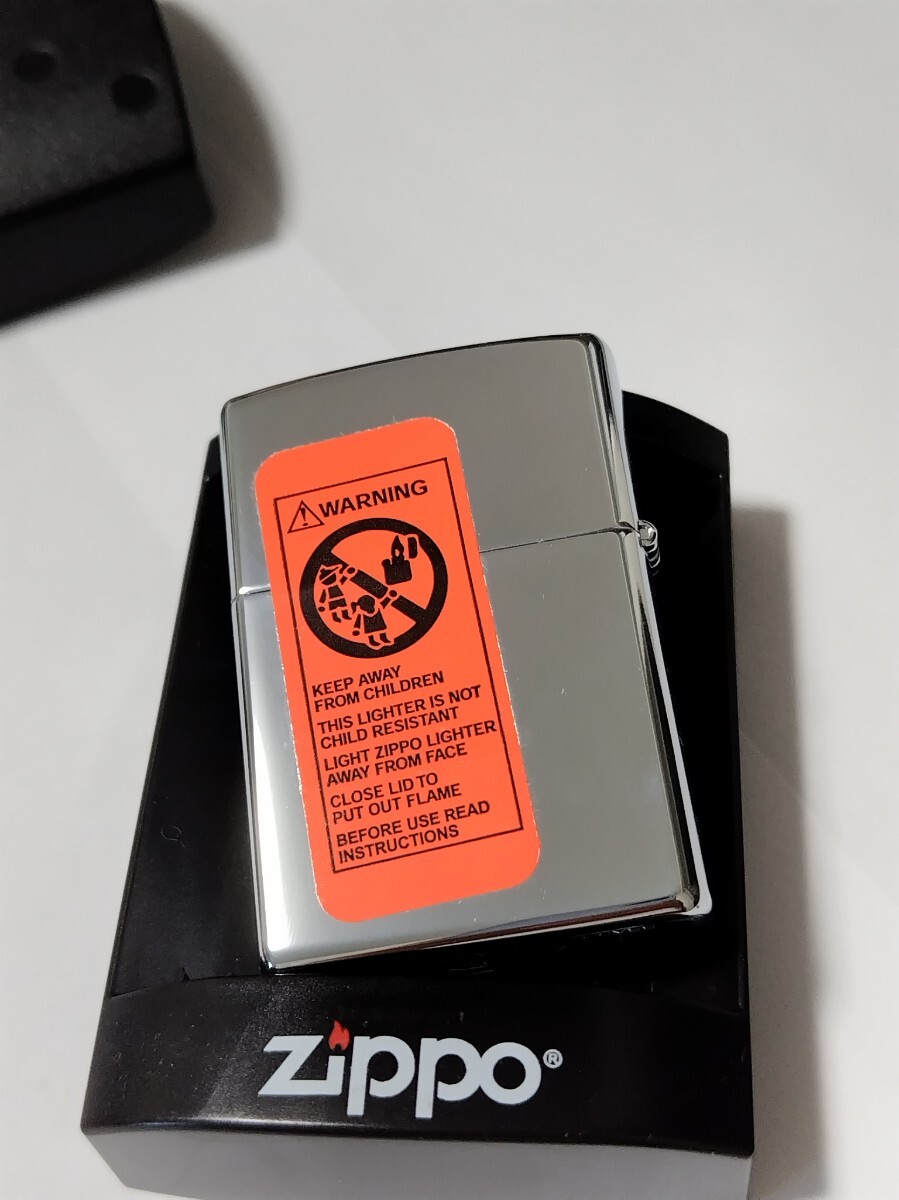 ⚠WARNING
KEEP AWAY
FROM CHILDREN
THIS LIGHTER IS NOT
CHILD RESISTANT
LIGHT ZIPPO LIGHTER
AWAY FROM FACE
CLOSE LID TO
PUT OUT FLAME
BEFORE USE READ
INSTRUCTIONS
zippo®